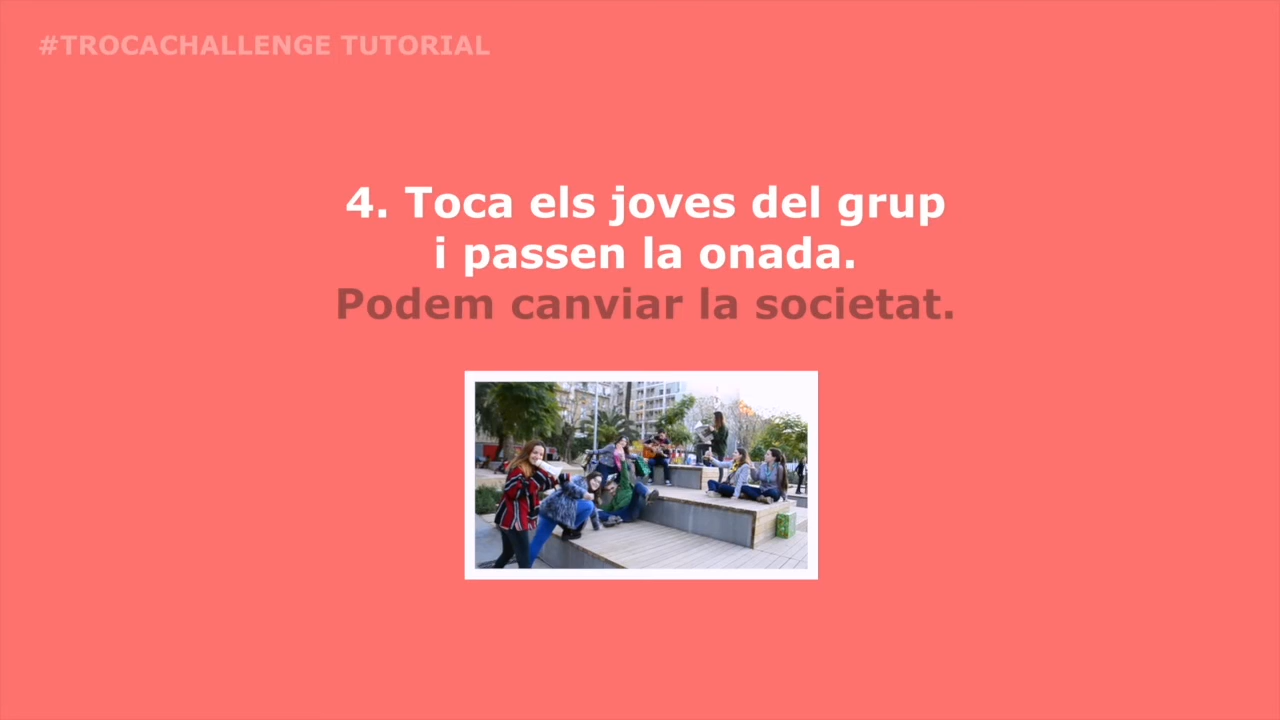 #TROCACHALLENGE TUTORIAL
4. Toca els joves del grup
i passen la onada.
Podem canviar la societat.